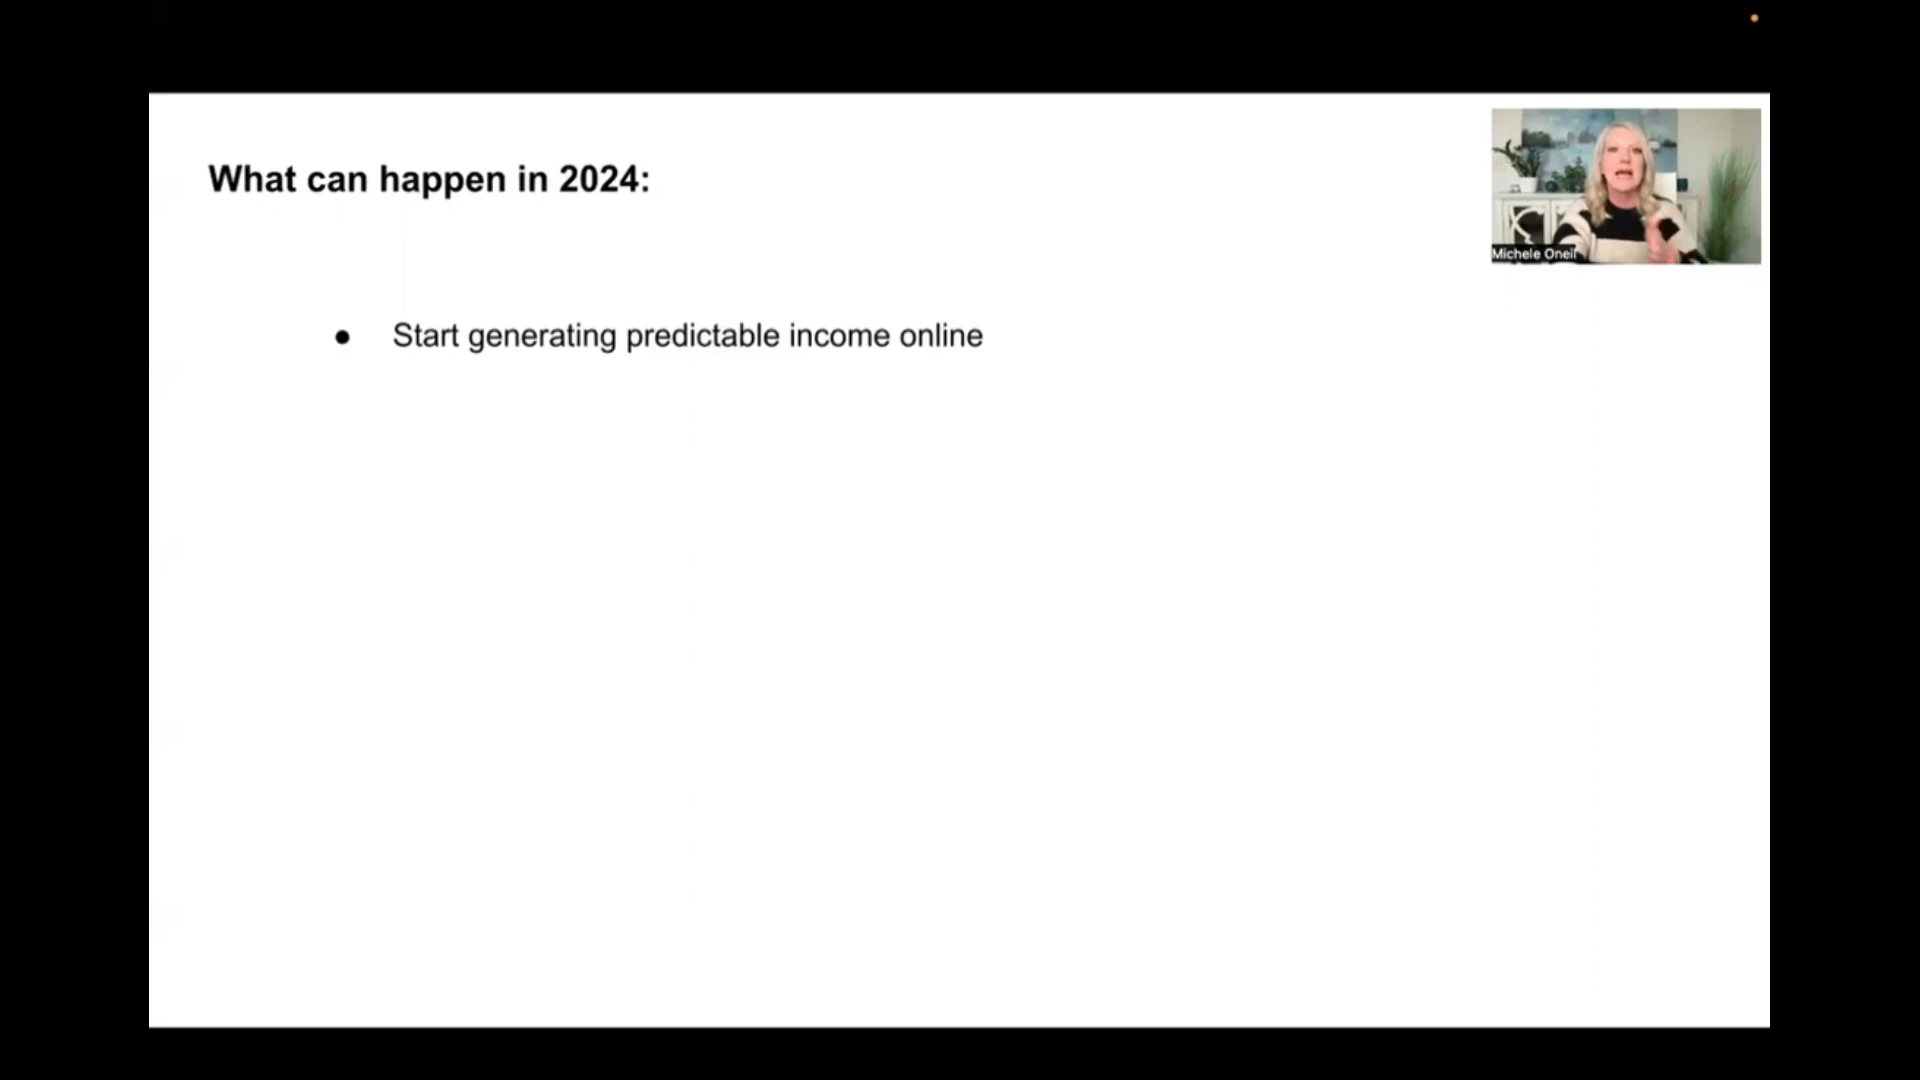 What can happen in 2024:
Michele Oneil
● Start generating predictable income online